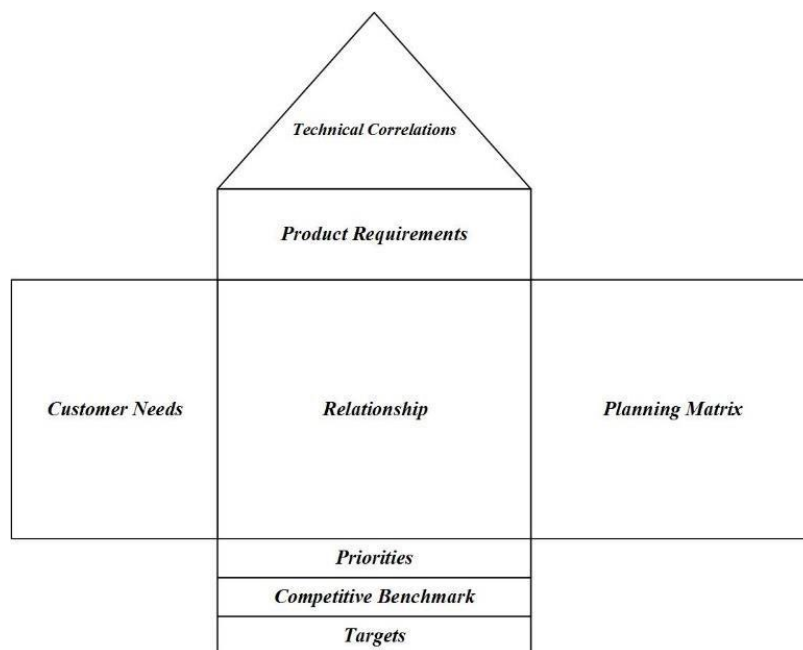 Technical Correlations
Product Requirements
Customer Needs
Relationship
Planning Matrix
Priorities
Competitive Benchmark
Targets